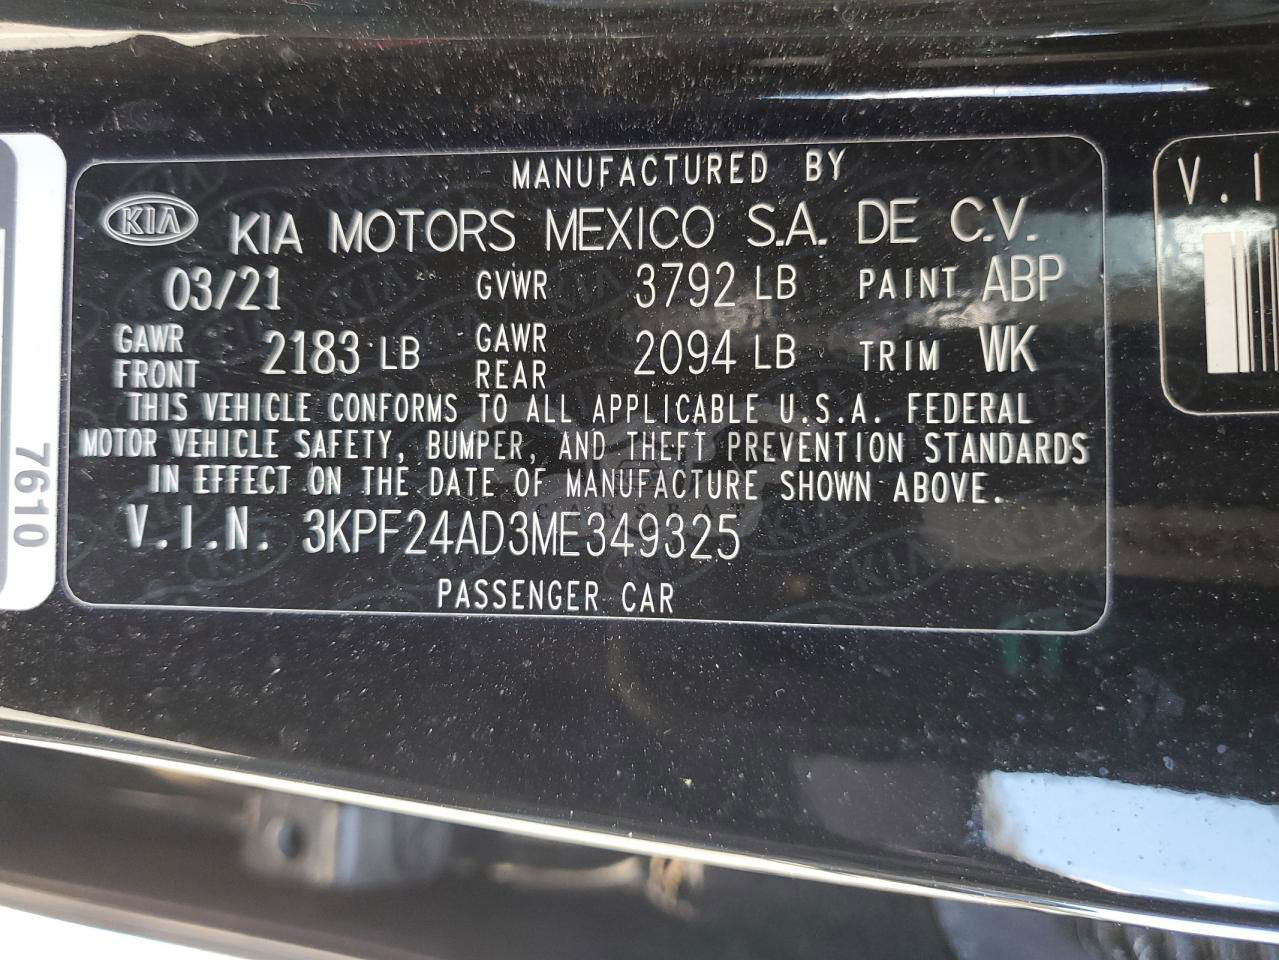 MANUFACTURED BY
KIA KIA MOTORS MEXICO S.A. DE C.V.
03/21 GVWR 3792 LB PAINT ABP
GAWR FRONT 2183 LB GAWR REAR 2094 LB TRIM WK
THIS VEHICLE CONFORMS TO ALL APPLICABLE U.S.A. FEDERAL
MOTOR VEHICLE SAFETY, BUMPER, AND THEFT PREVENTION STANDARDS
IN EFFECT ON THE DATE OF MANUFACTURE SHOWN ABOVE.
V.I.N. 3KPF24AD3ME349325
PASSENGER CAR
7610
V.I